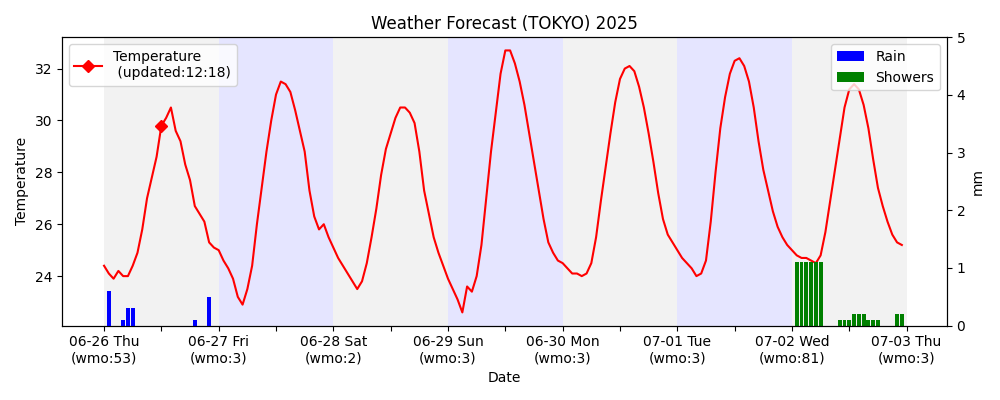 Weather Forecast (TOKYO) 2025
Temperature
(updated:12:18)
Rain
Showers
Temperature
32
30
28
26
24
5
4
3
2
1
0
mm
06-26 Thu
(wmo:53)
06-27 Fri
(wmo:3)
06-28 Sat
(wmo:2)
06-29 Sun
(wmo:3)
06-30 Mon
(wmo:3)
07-01 Tue
(wmo:3)
07-02 Wed
(wmo:81)
07-03 Thu
(wmo:3)
Date